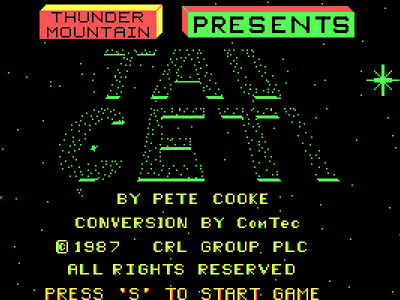 THUNDER
MOUNTAIN
PRESENTS
TAU
CETI
BY PETE COOKE
CONVERSION BY ComTec
©1987 CRL GROUP PLC
ALL RIGHTS RESERVED
PRESS "S" TO START GAME